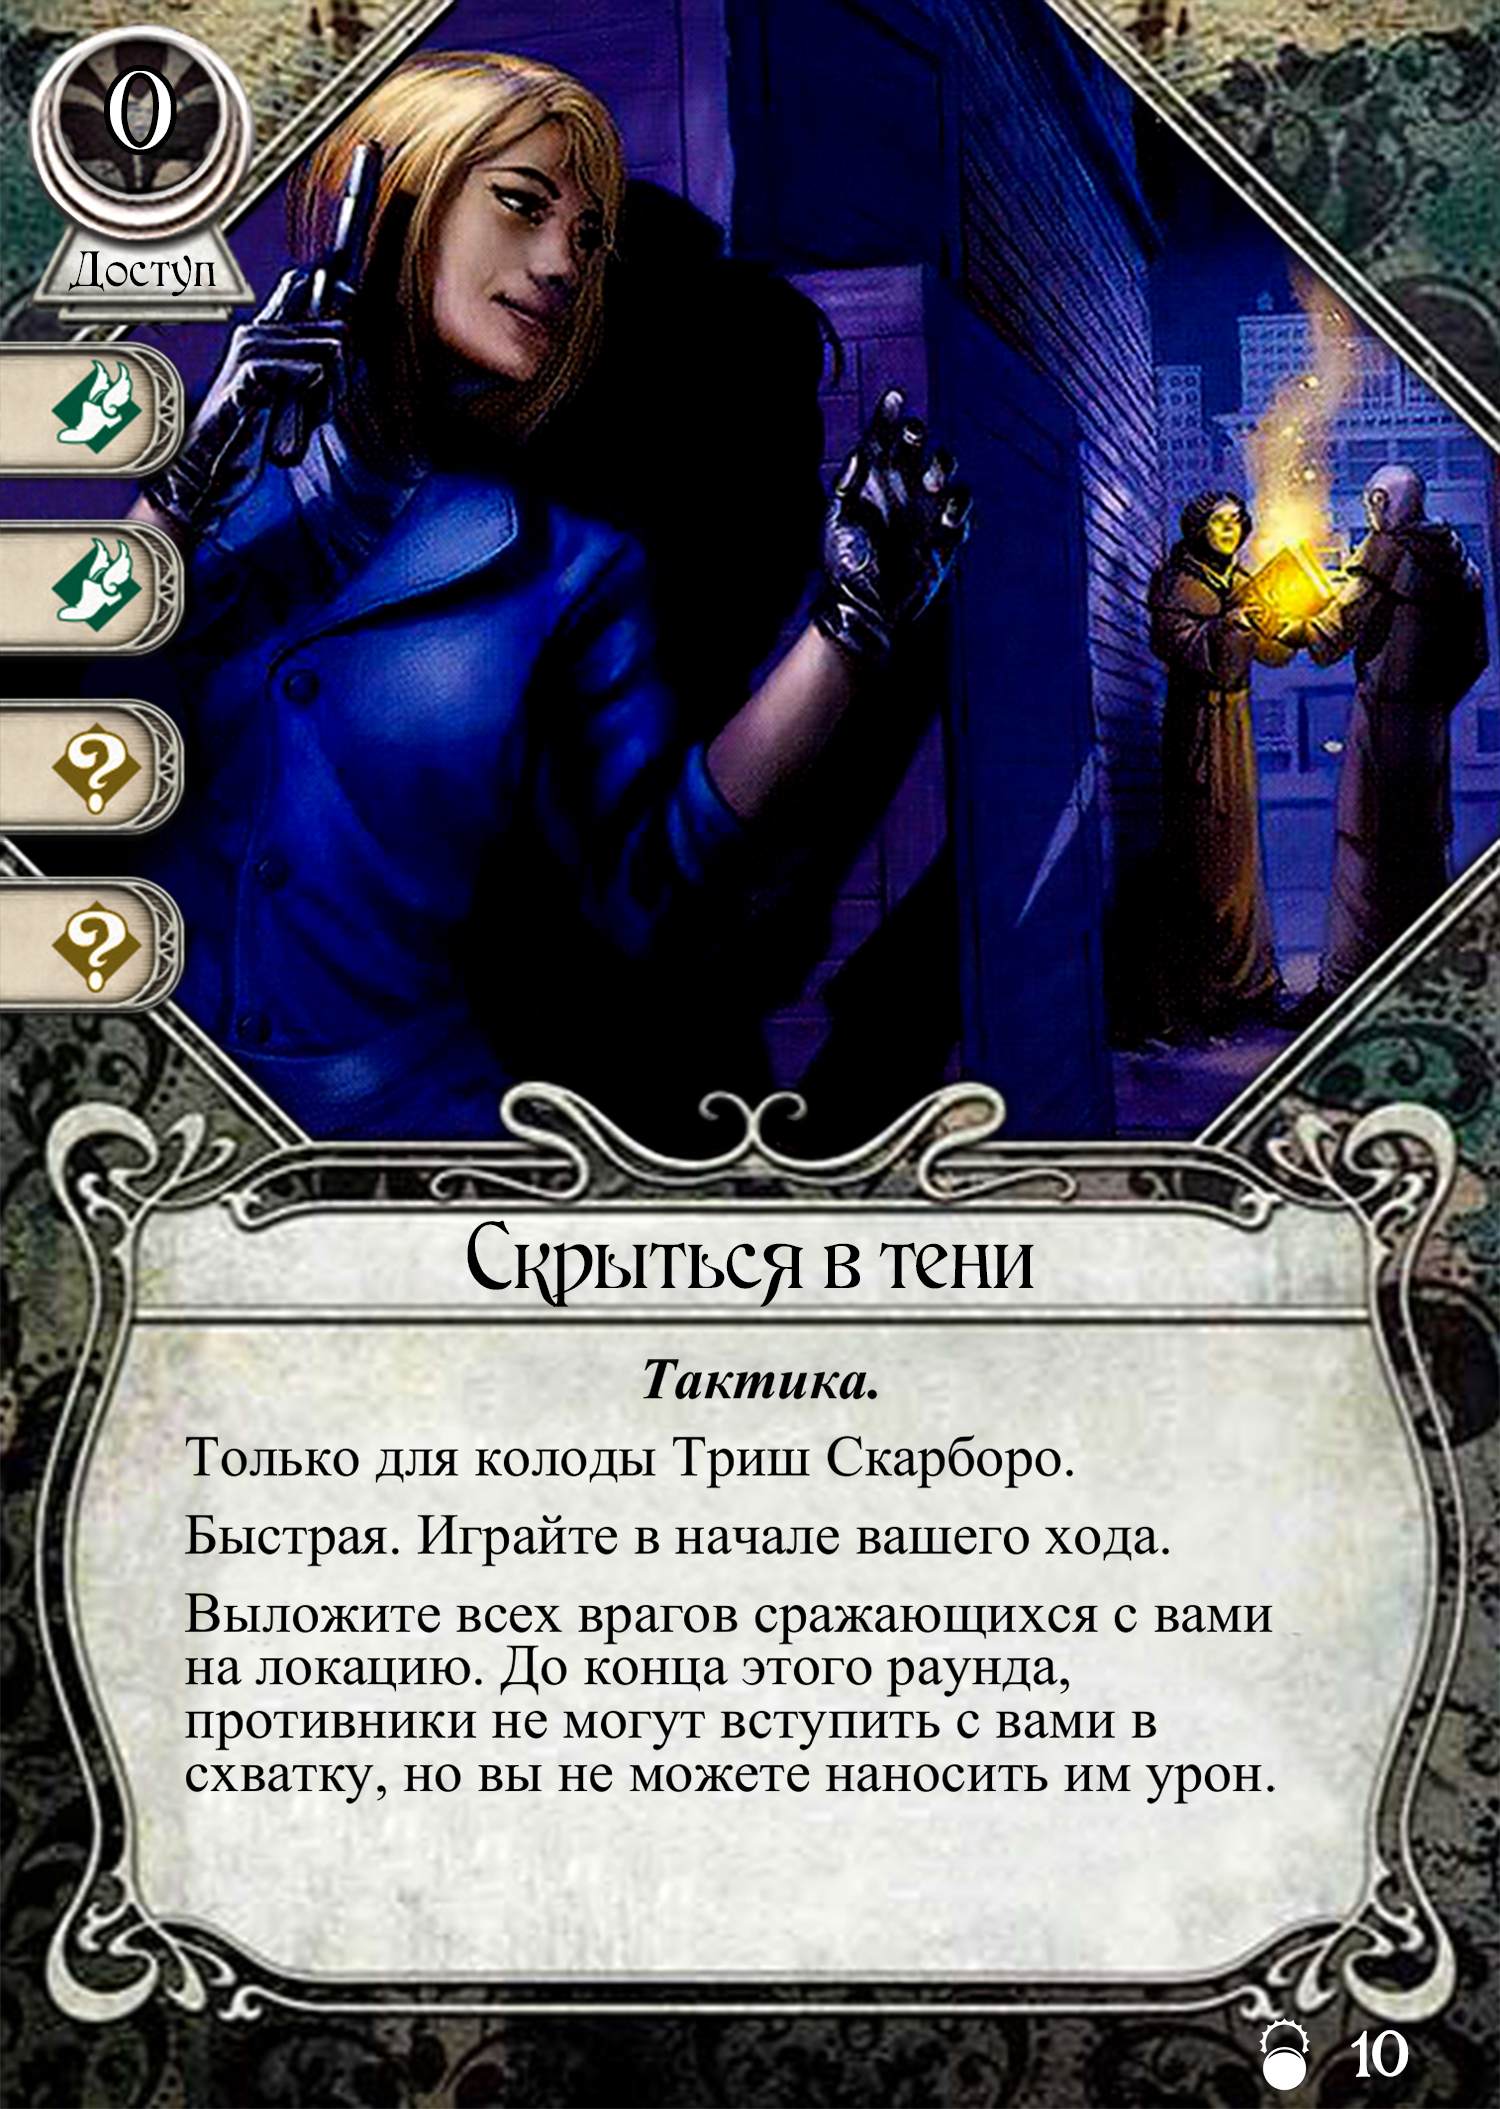 0
Доступ
Скрыться в тени
Тактика.
Только для колоды Триш Скарборо.
Быстрая. Играйте в начале вашего хода.
Выложите всех врагов сражающихся с вами
на локацию. До конца этого раунда,
противники не могут вступить с вами в
схватку, но вы не можете наносить им урон.
10